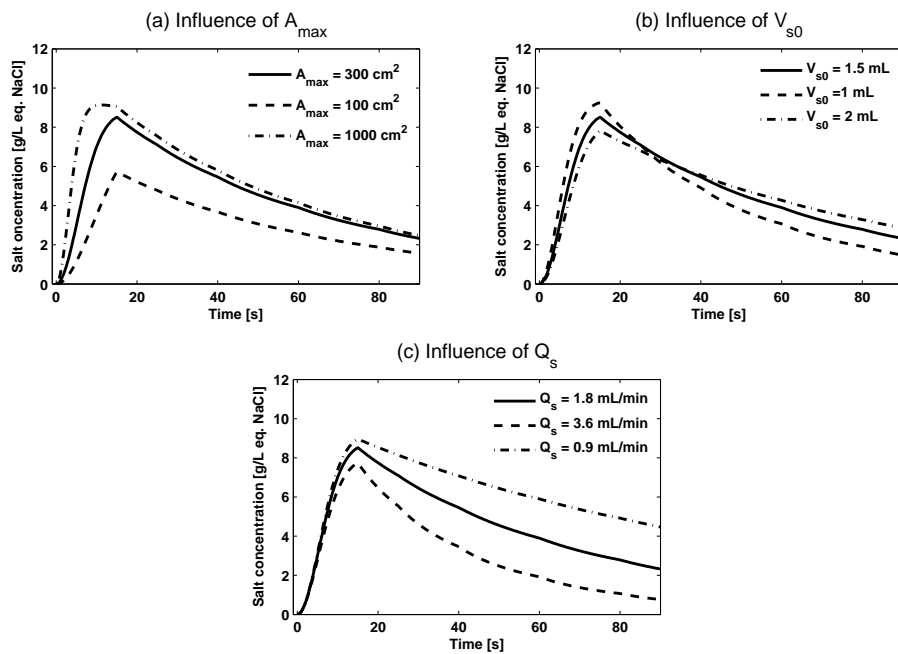 (a) Influence of A_max
Salt oncentration [g/L eq. NaCl]
12
10
8
6
4
2
0
A_max = 300 cm²
A_max = 100 cm²
A_max = 1000 cm²
0 20 40 60 80
Time [s]
(b) Influence of V_s0
Salt concentration [g/L eq. NaCl]
12
10
8
6
4
2
0
V_s0 = 1.5 mL
V_s0 =1 mL
V_s0 = 2 mL
0 20 40 60 80
Time [s]
(c) Influence of Q_s
Salt concentration [g/L eq. NaCl]
12
10
8
6
4
2
0
Q_s = 1.8 mL/min
Q_s = 3.6 mL/min
Q_s = 0.9 mL/min
0 20 40 60 80
Time [s]